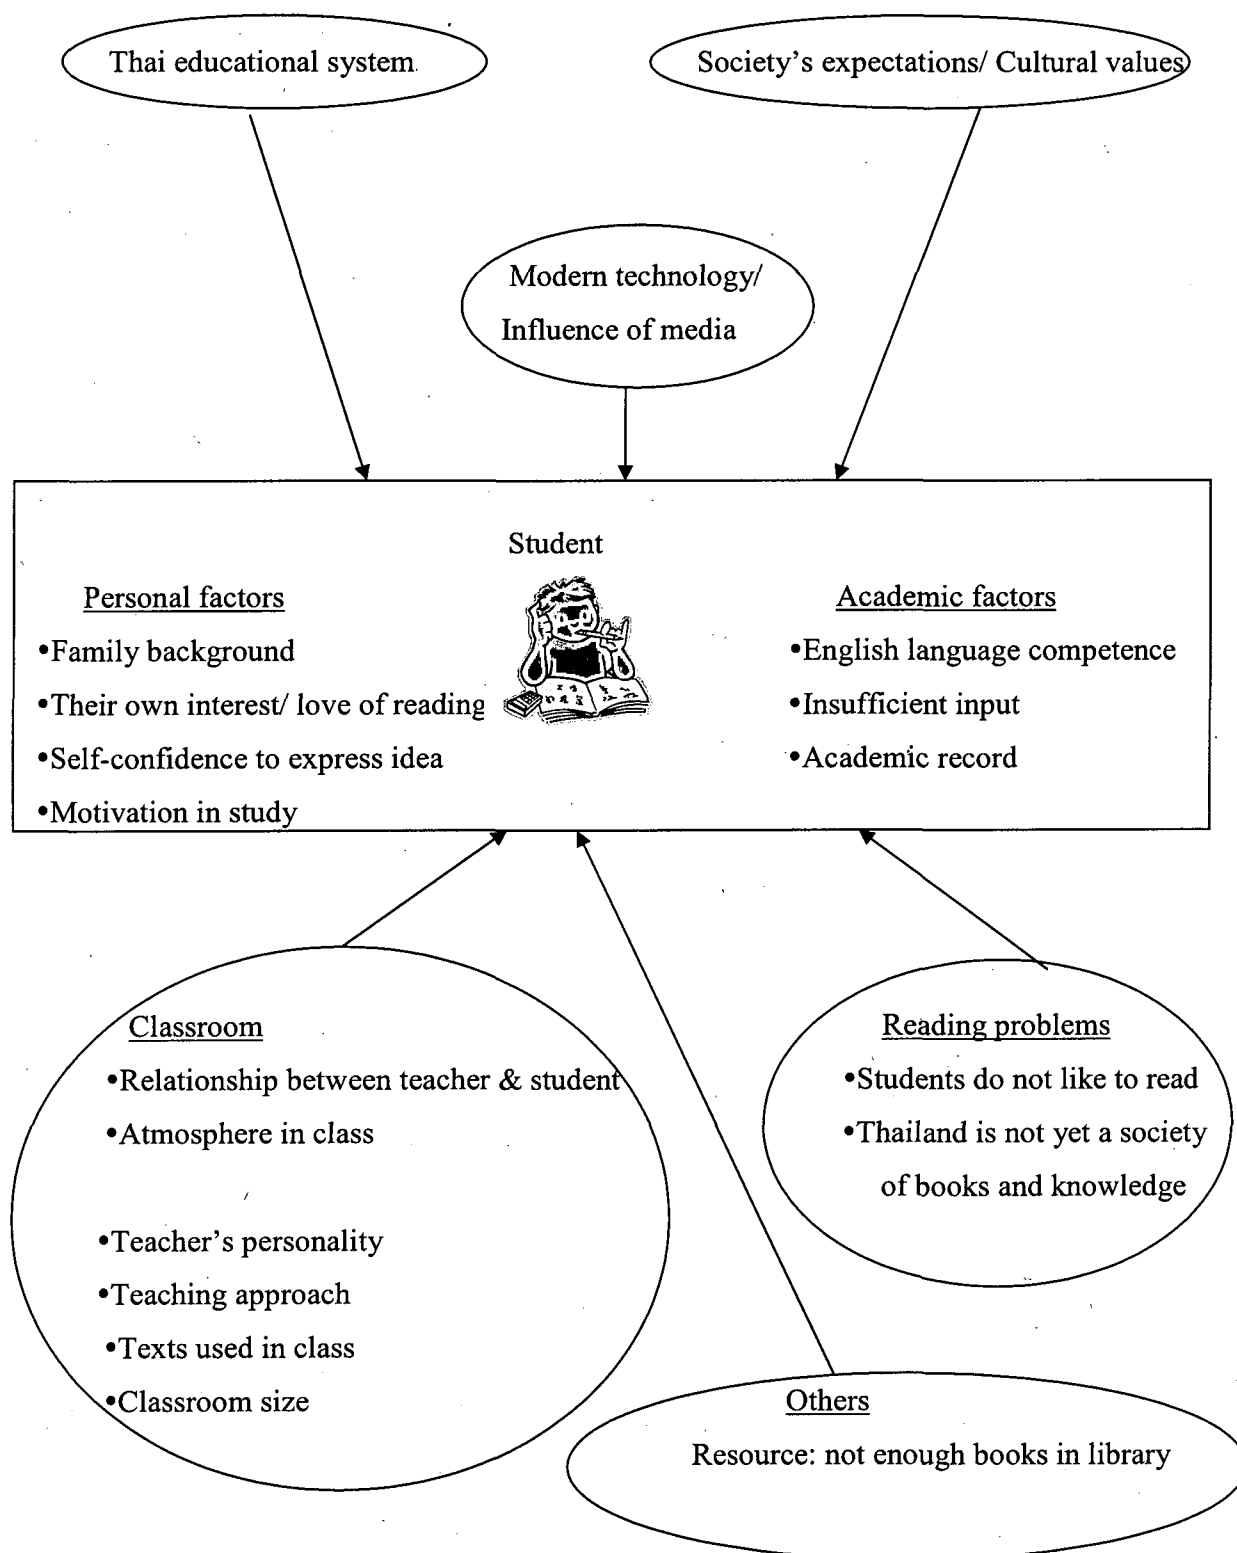 Thai educational system
Society's expectations/ Cultural values
Modern technology/
Influence of media
Student
Personal factors
•Family background
•Their own interest/ love of reading
•Self-confidence to express idea
•Motivation in study
Academic factors
•English language competence
•Insufficient input
•Academic record
Classroom
•Relationship between teacher & student
•Atmosphere in class
•Teacher's personality
•Teaching approach
•Texts used in class
•Classroom size
Reading problems
•Students do not like to read
•Thailand is not yet a society
of books and knowledge
Others
Resource: not enough books in library